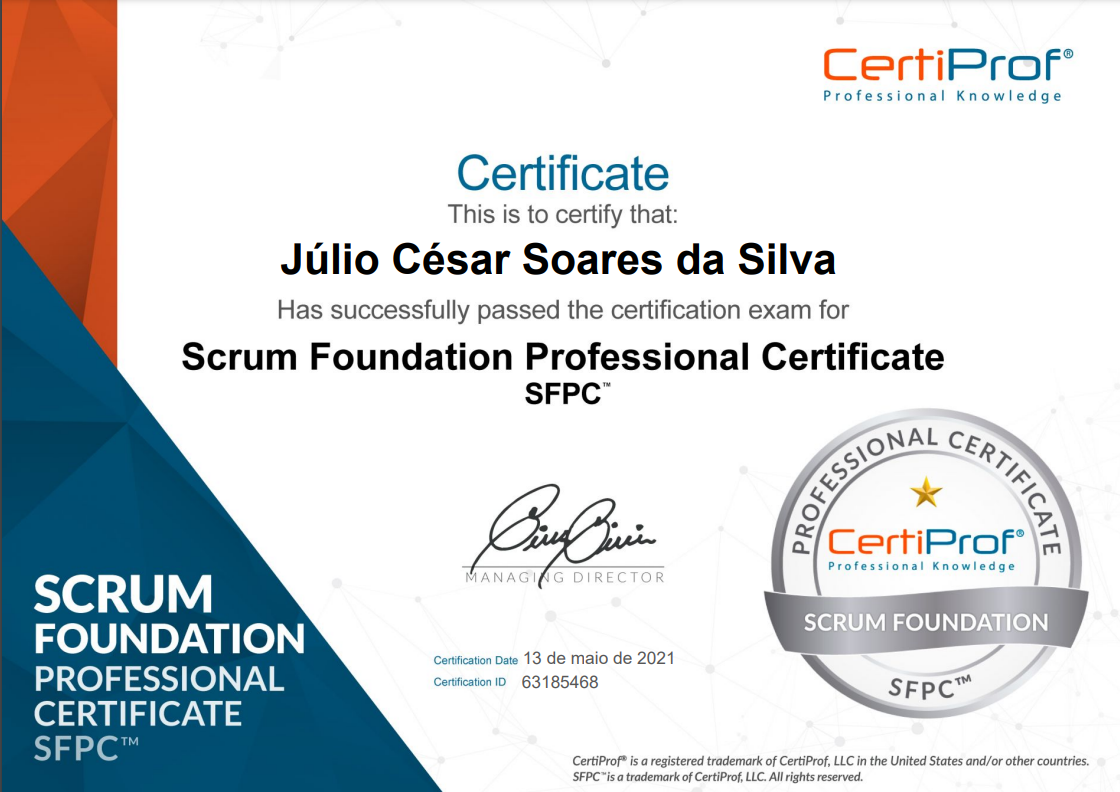 CertiProf®
Professional Knowledge
Certificate
This is to certify that:
Júlio César Soares da Silva
Has successfully passed the certification exam for
Scrum Foundation Professional Certificate
SFPC™
MANAGING DIRECTOR
Certification Date 13 de maio de 2021
Certification ID 63185468
SCRUM
FOUNDATION
PROFESSIONAL
CERTIFICATE
SFPC™
PROFESSIONAL CERTIFICATE
CertiProf®
Professional Knowledge
SCRUM FOUNDATION
SFPC™
CertiProf® is a registered trademark of CertiProf, LLC in the United States and/or other countries.
SFPC™ is a trademark of CertiProf, LLC. All rights reserved.